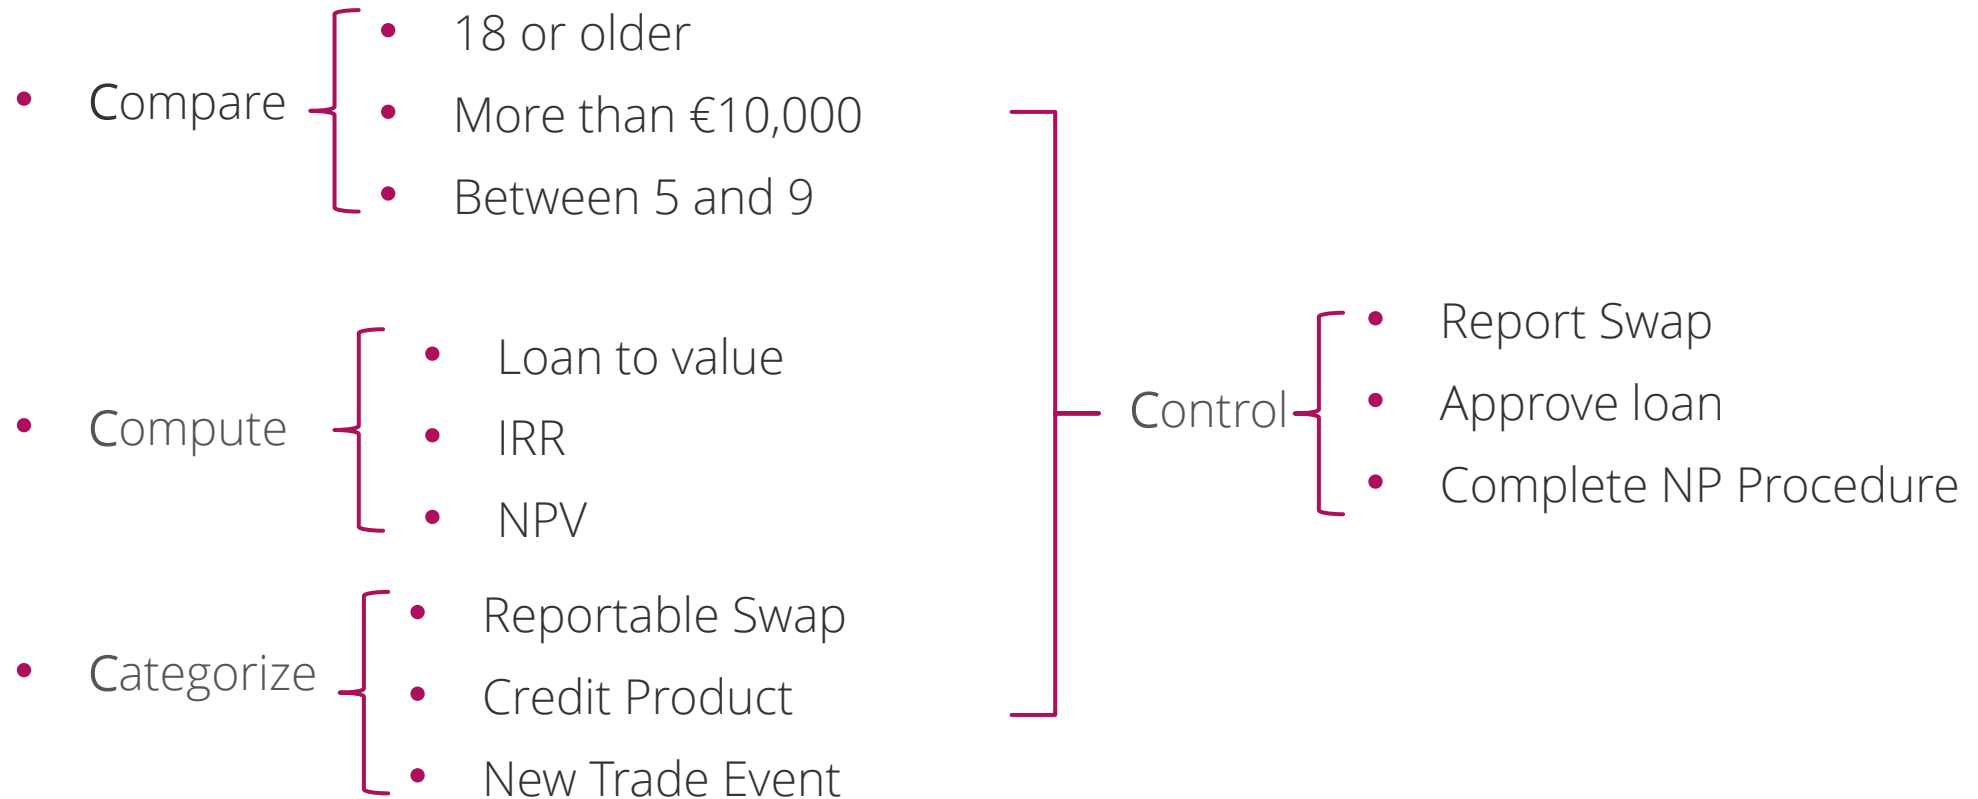 Compare
18 or older
More than €10,000
Between 5 and 9
Compute
Loan to value
IRR
NPV
Categorize
Reportable Swap
Credit Product
New Trade Event
Control
Report Swap
Approve loan
Complete NP Procedure